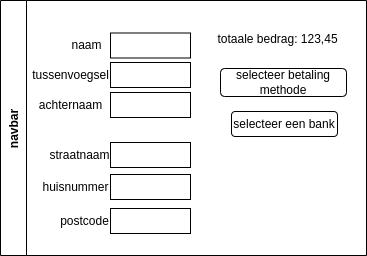 navbar
naam
tussenvoegsel
achternaam
straatnaam
huisnummer
postcode
totaale bedrag: 123,45
selecteer betaling
methode
selecteer een bank